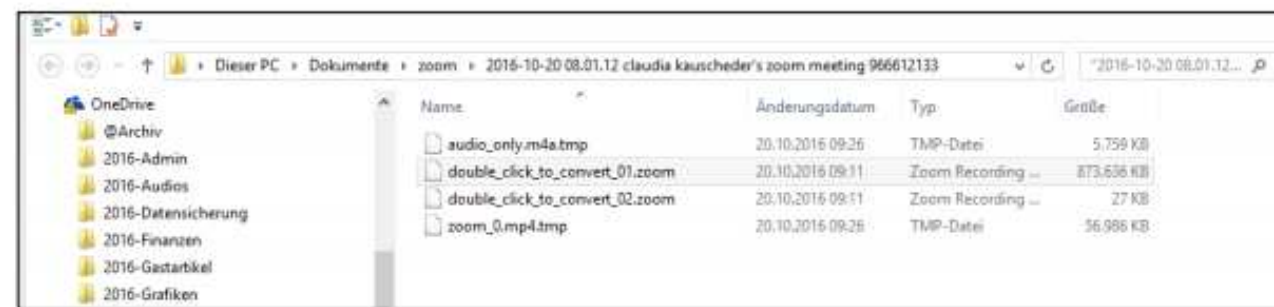 Dieser PC › Dokumente › zoom › 2016-10-20 08.01.12 claudia kauscheder's zoom meeting 966612133 "2016-10-20 08.01.12...
OneDrive
@Archiv
2016-Admin
2016-Audios
2016-Datensicherung
2016-Finanzen
2016-Gastartikel
2016-Grafiken
Name Änderungsdatum Typ Größe
audio_only.m4a.tmp 20.10.2016 09:26 TMP-Datei 5.759 KB
double_click_to_convert_01.zoom 20.10.2016 09:11 Zoom Recording ... 873.636 KB
double_click_to_convert_02.zoom 20.10.2016 09:11 Zoom Recording ... 27 KB
zoom_0.mp4.tmp 20.10.2016 09:26 TMP-Datei 56.986 KB